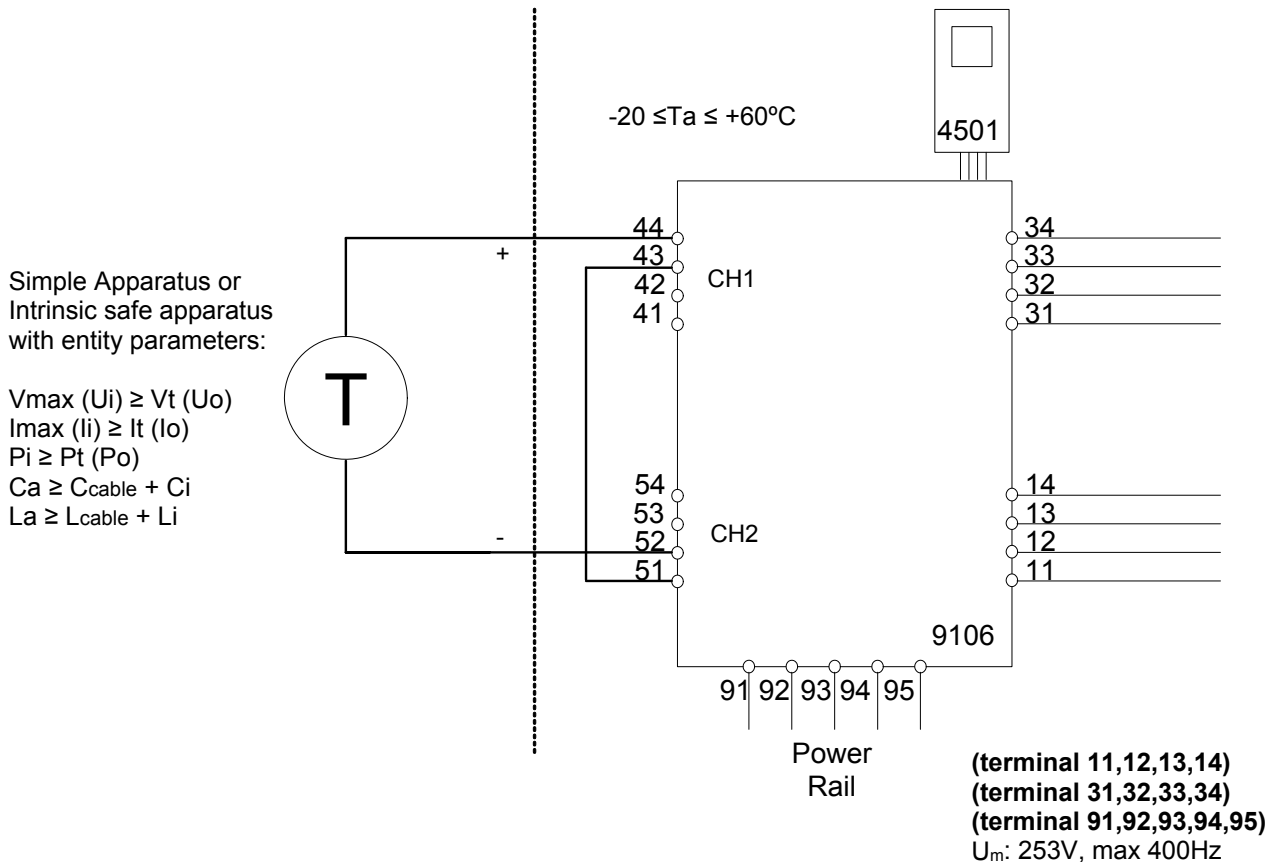 -20 ≤Ta ≤ +60ºC
4501
Simple Apparatus or
Intrinsic safe apparatus
with entity parameters:
Vmax (Ui) ≥ Vt (Uo)
Imax (Ii) ≥ It (Io)
Pi ≥ Pt (Po)
Ca ≥ Ccable + Ci
La ≥ Lcable + Li
T
+
-
44
43
42
41
CH1
54
53
52
51
CH2
34
33
32
31
14
13
12
11
9106
91 92 93 94 95
Power
Rail
(terminal 11,12,13,14)
(terminal 31,32,33,34)
(terminal 91,92,93,94,95)
Um: 253V, max 400Hz